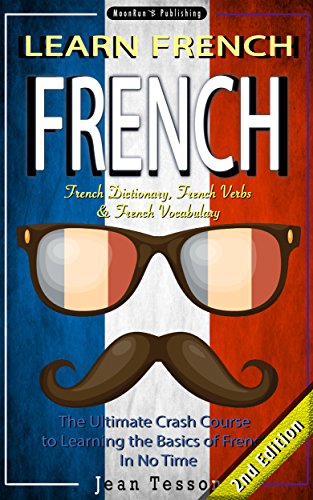 MoonRun Publishing
LEARN FRENCH
FRENCH
French Dictionary, French Verbs
& French Vocabulary
The Ultimate Crash Course
to Learning the Basics of Frenc
In No Time
2nd Edition
Jean Tesson